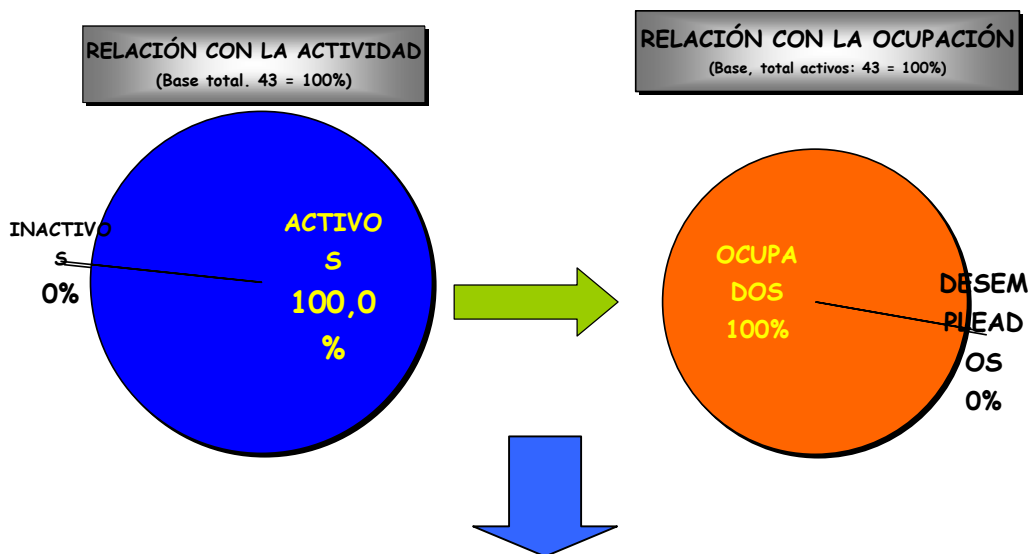 RELACIÓN CON LA ACTIVIDAD
(Base total. 43 = 100%)
INACTIVO
S
0%
ACTIVO
S
100,0
%
RELACIÓN CON LA OCUPACIÓN
(Base, total activos: 43 = 100%)
OCUPA
DOS
100%
DESEM
PLEAD
OS
0%